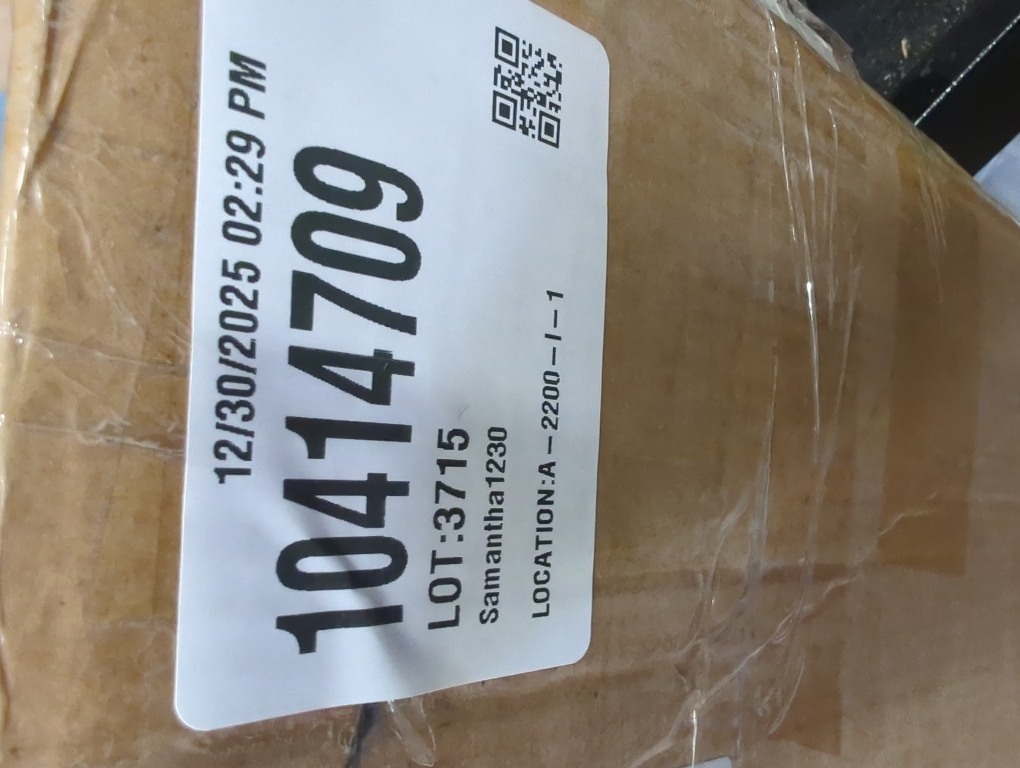 12/30/2025 02:29 PM
10414709
LOT:3715
Samantha1230
LOCATION:A-2200-I-1